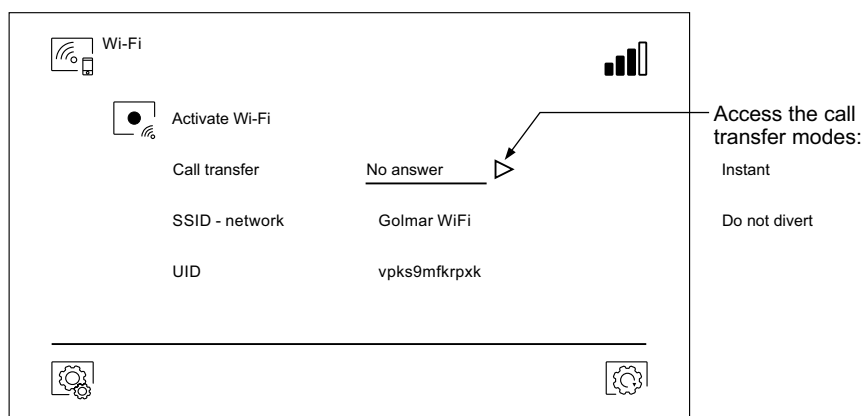 Wi-Fi
Activate Wi-Fi
Call transfer No answer
SSID - network Golmar WiFi
UID vpks9mfkrpxk
Access the call
transfer modes:
Instant
Do not divert